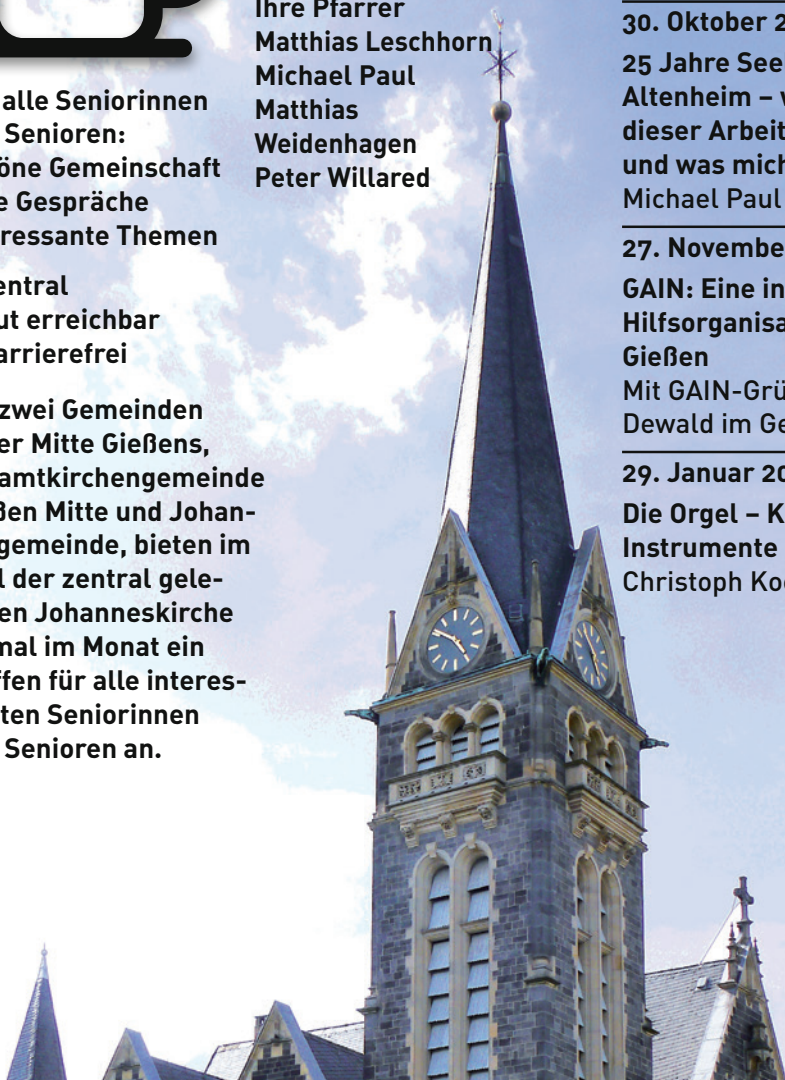 alle Seniorinnen
Senioren:
öne Gemeinschaft
e Gespräche
ressante Themen
entral
ut erreichbar
arrierefrei
zwei Gemeinden
er Mitte Gießens,
amtkirchengemeinde
ßen Mitte und Johan-
gemeinde, bieten im
l der zentral gele-
en Johanneskirche
mal im Monat ein
ffen für alle interes-
ten Seniorinnen
Senioren an.
Ihre Pfarrer
Matthias Leschhorn
Michael Paul
Matthias
Weidenhagen
Peter Willared
30. Oktober 2
25 Jahre See
Altenheim – v
dieser Arbeit
und was mich
Michael Paul
27. Novembe
GAIN: Eine in
Hilfsorganisa
Gießen
Mit GAIN-Grü
Dewald im Ge
29. Januar 20
Die Orgel – K
Instrumente
Christoph Koe